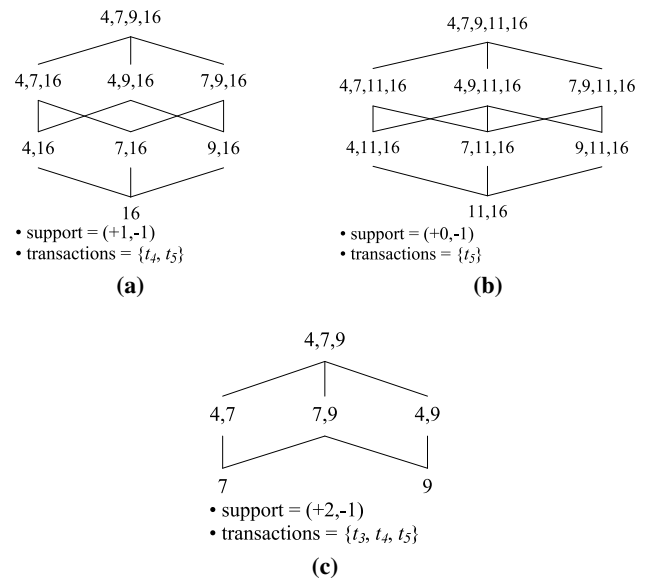 4,7,9,16
4,7,16 4,9,16 7,9,16
4,16 7,16 9,16
16
• support = (+1,-1)
• transactions = {t4, t5}
(a)
4,7,9,11,16
4,7,11,16 4,9,11,16 7,9,11,16
4,11,16 7,11,16 9,11,16
11,16
• support = (+0,-1)
• transactions = {t5}
(b)
4,7,9
4,7 7,9 4,9
7 9
• support = (+2,-1)
• transactions = {t3, t4, t5}
(c)